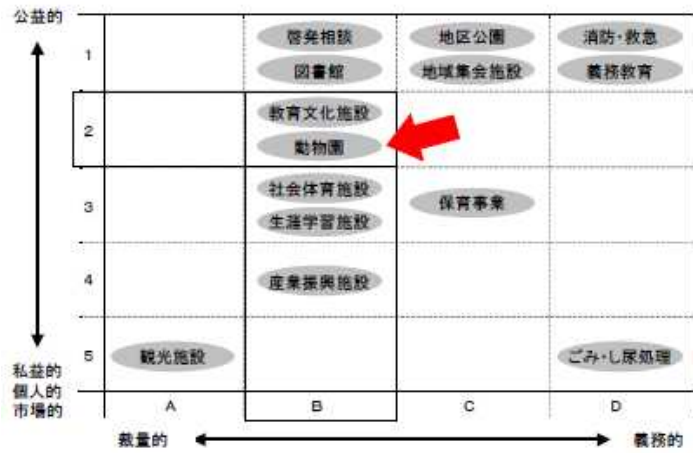 公益的
1
啓発相談
地区公園
消防・救急
図書館
地域集会施設
義務教育
2
教育文化施設
動物園
3
社会体育施設
保育事業
生涯学習施設
4
産業振興施設
5
観光施設
ごみ・し尿処理
私益的
個人的
市場的
A
B
C
D
裁量的
義務的